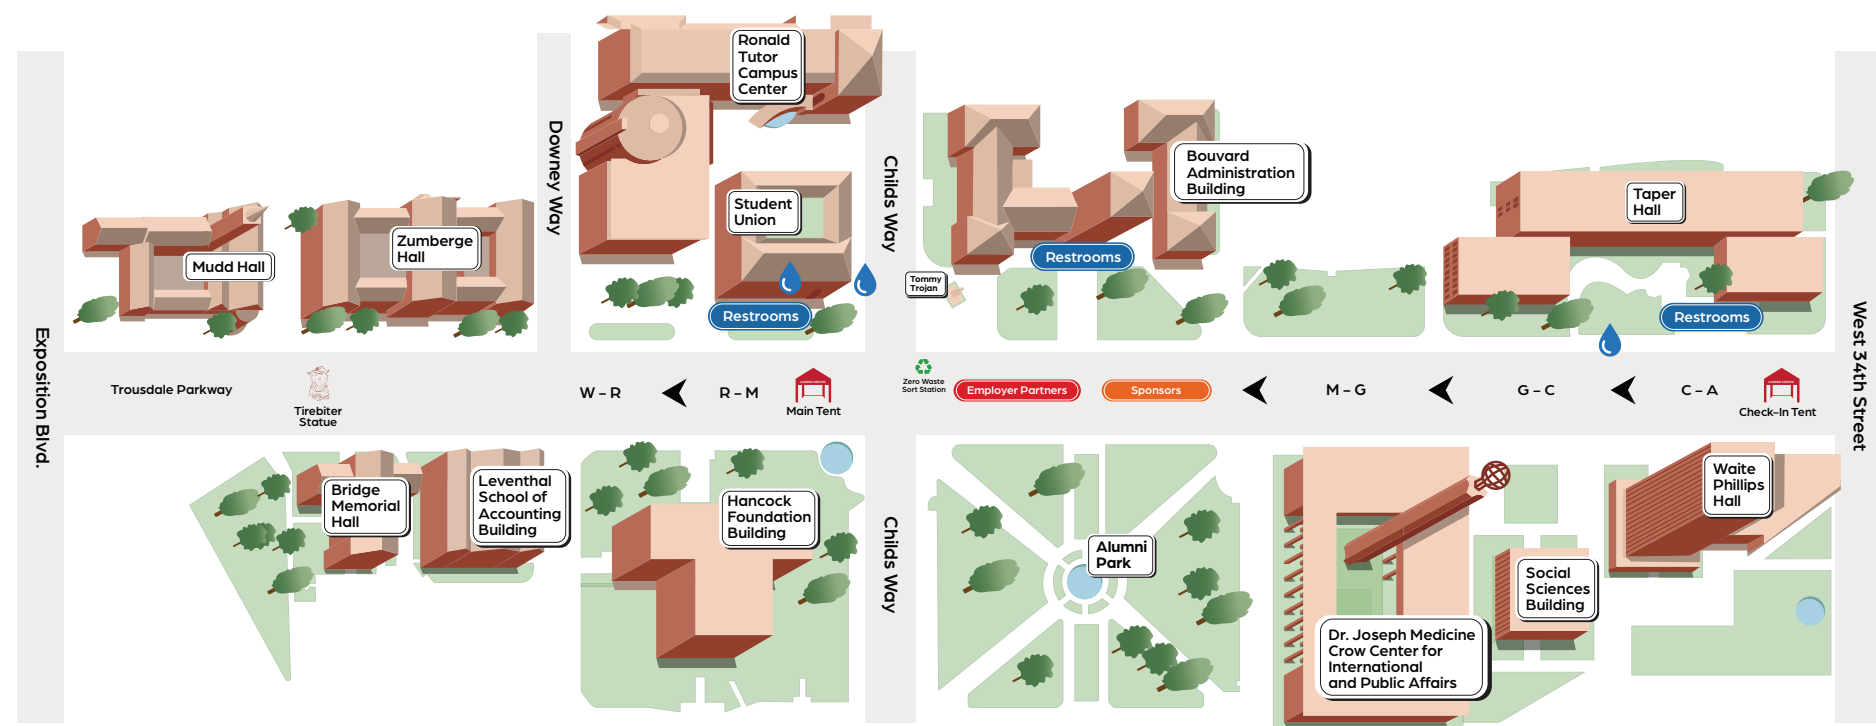 Ronald
Tutor
Campus
Center
Downey Way
Childs Way
Bouvard
Administration
Building
Taper
Hall
Student
Union
Zumberge
Hall
Mudd Hall
Restrooms
Tommy
Trojan
Restrooms
Restrooms
Exposition Blvd.
West 34th Street
Trousdale Parkway
Tirebiter
Statue
W – R
R – M
Main Tent
Zero Waste
Sort Station
Employer Partners
Sponsors
M – G
G – C
C – A
Check-In Tent
Bridge
Memorial
Hall
Leventhal
School of
Accounting
Building
Hancock
Foundation
Building
Childs Way
Alumni
Park
Dr. Joseph Medicine
Crow Center for
International
and Public Affairs
Social
Sciences
Building
Waite
Phillips
Hall